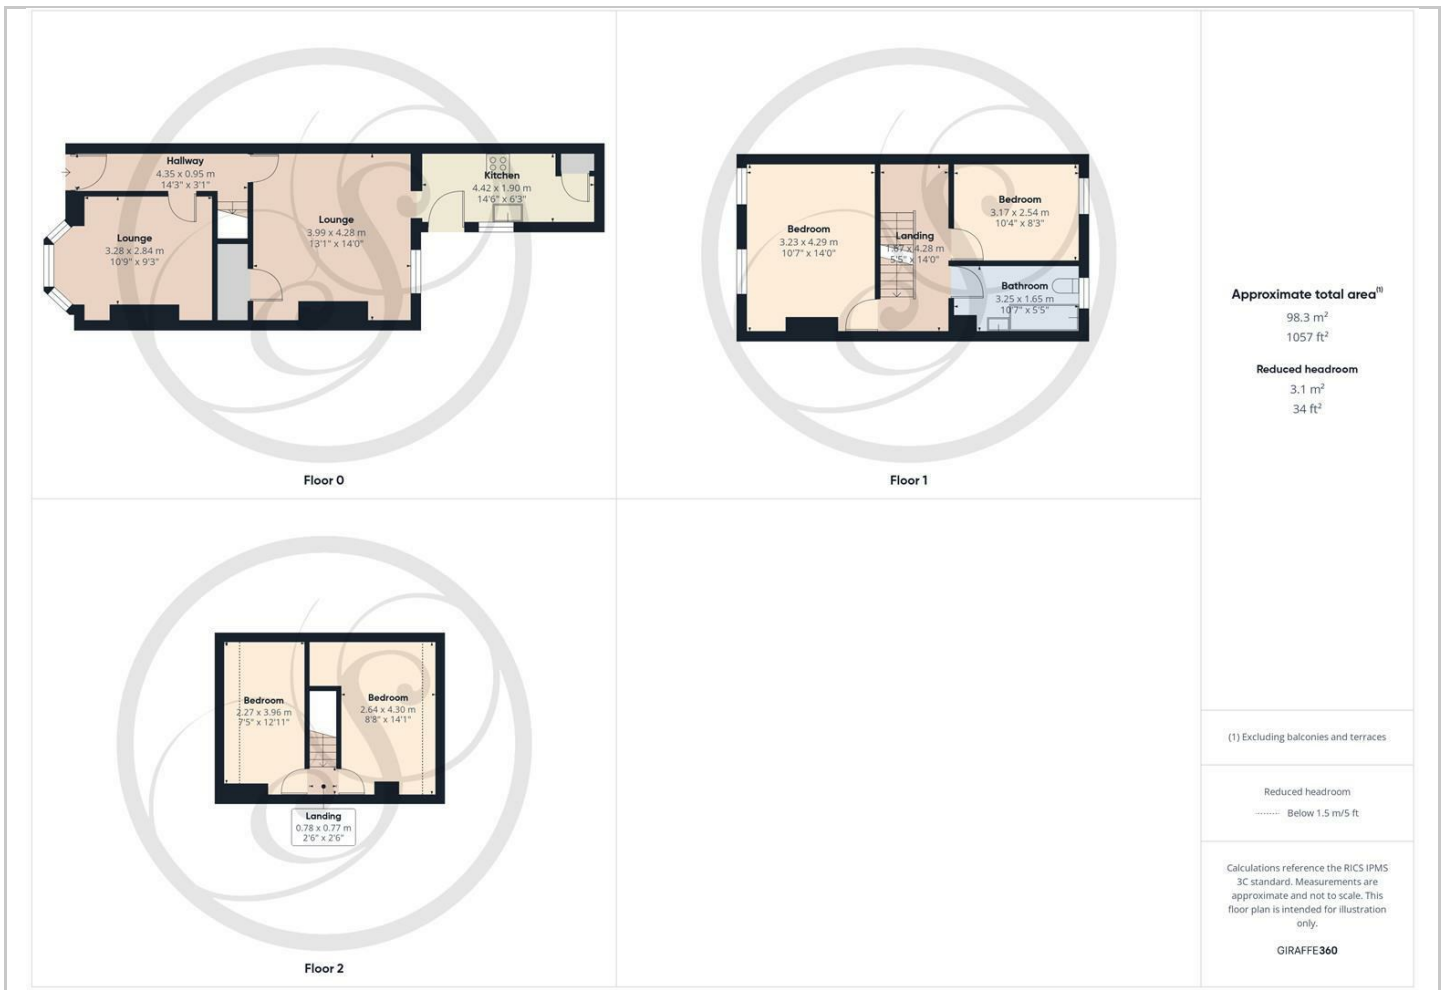 Hallway
4.35 x 0.95 m
14'3" x 3'1"
Lounge
3.28 x 2.84 m
10'9" x 9'3"
Lounge
3.99 x 4.28 m
13'1" x 14'0"
Kitchen
4.42 x 1.90 m
14'6" x 6'3"
Floor 0
Bedroom
3.23 x 4.29 m
10'7" x 14'0"
Landing
1.67 x 4.28 m
5'5" x 14'0"
Bedroom
3.17 x 2.54 m
10'4" x 8'3"
Bathroom
3.25 x 1.65 m
10'7" x 5'5"
Floor 1
Bedroom
2.27 x 3.96 m
7'5" x 12'11"
Bedroom
2.64 x 4.30 m
8'8" x 14'1"
Landing
0.78 x 0.77 m
2'6" x 2'6"
Floor 2
Approximate total area(1)
98.3 m²
1057 ft²
Reduced headroom
3.1 m²
34 ft²
(1) Excluding balconies and terraces
Reduced headroom
Below 1.5 m/5 ft
Calculations reference the RICS IPMS
3C standard. Measurements are
approximate and not to scale. This
floor plan is intended for illustration
only.
GIRAFFE360